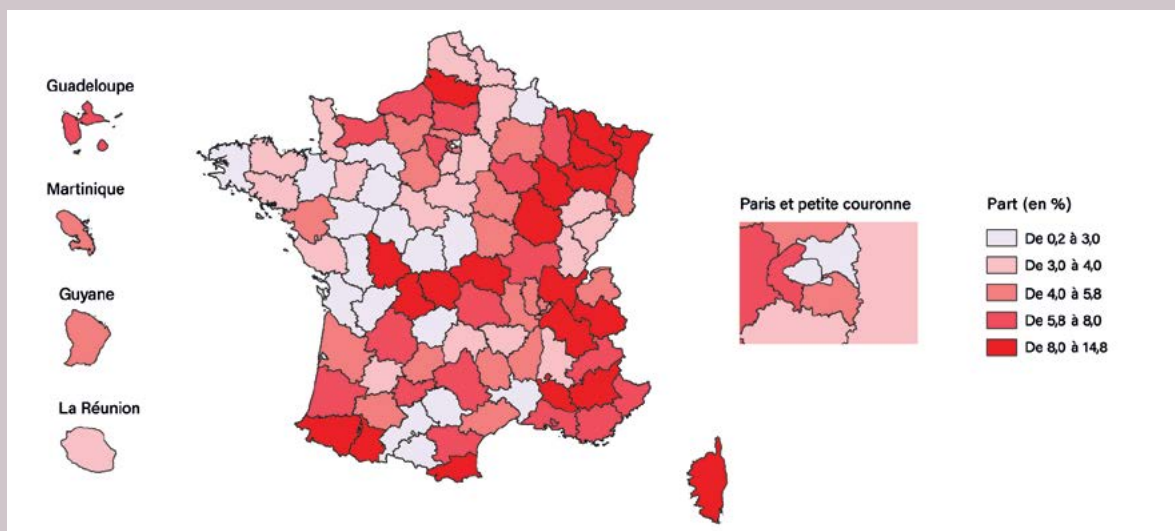 Guadeloupe
Martinique
Guyane
La Réunion
Paris et petite couronne
Part (en %)
De 0,2 à 3,0
De 3,0 à 4,0
De 4,0 à 5,8
De 5,8 à 8,0
De 8,0 à 14,8